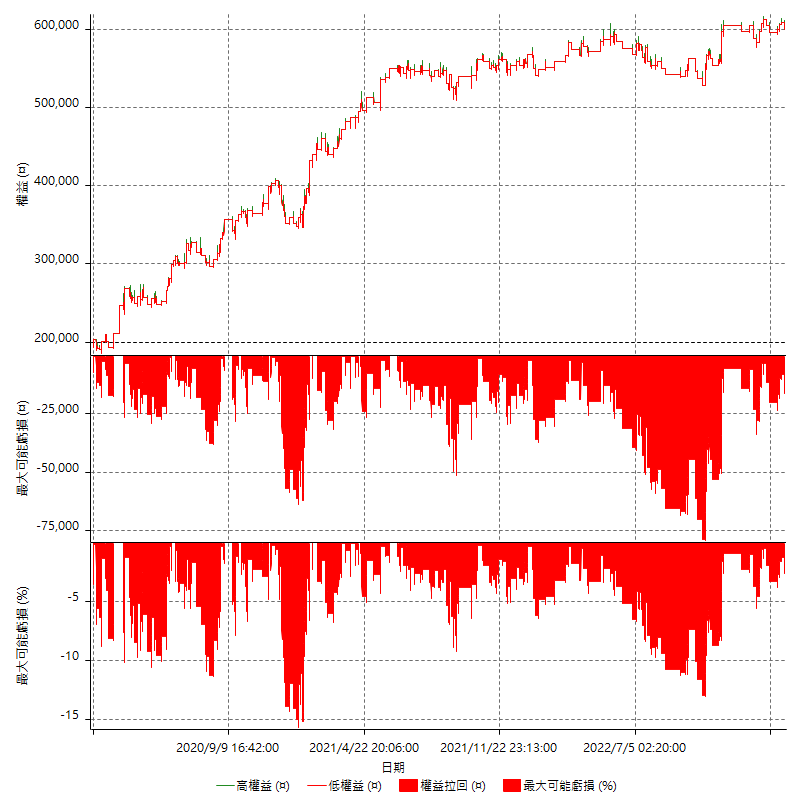 600,000
500,000
400,000
300,000
200,000
權益 (¤)
-25,000
-50,000
-75,000
最大可能虧損 (¤)
-5
-10
-15
最大可能虧損 (%)
2020/9/9 16:42:00 2021/4/22 20:06:00 2021/11/22 23:13:00 2022/7/5 02:20:00
日期
高權益 (¤) 低權益 (¤) 權益拉回 (¤) 最大可能虧損 (%)